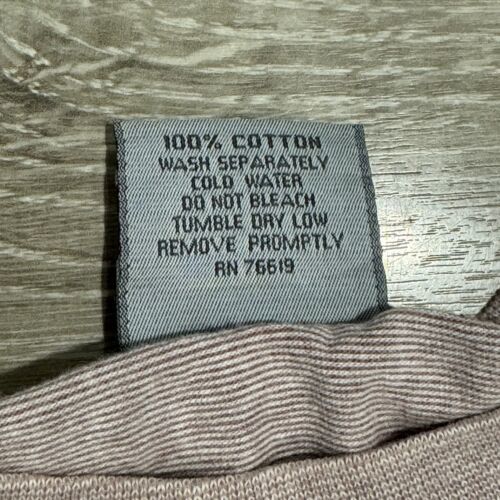 100% COTTON
WASH SEPARATELY
COLD WATER
DO NOT BLEACH
TUMBLE DRY LOW
REMOVE PROMPTLY
RN 76619